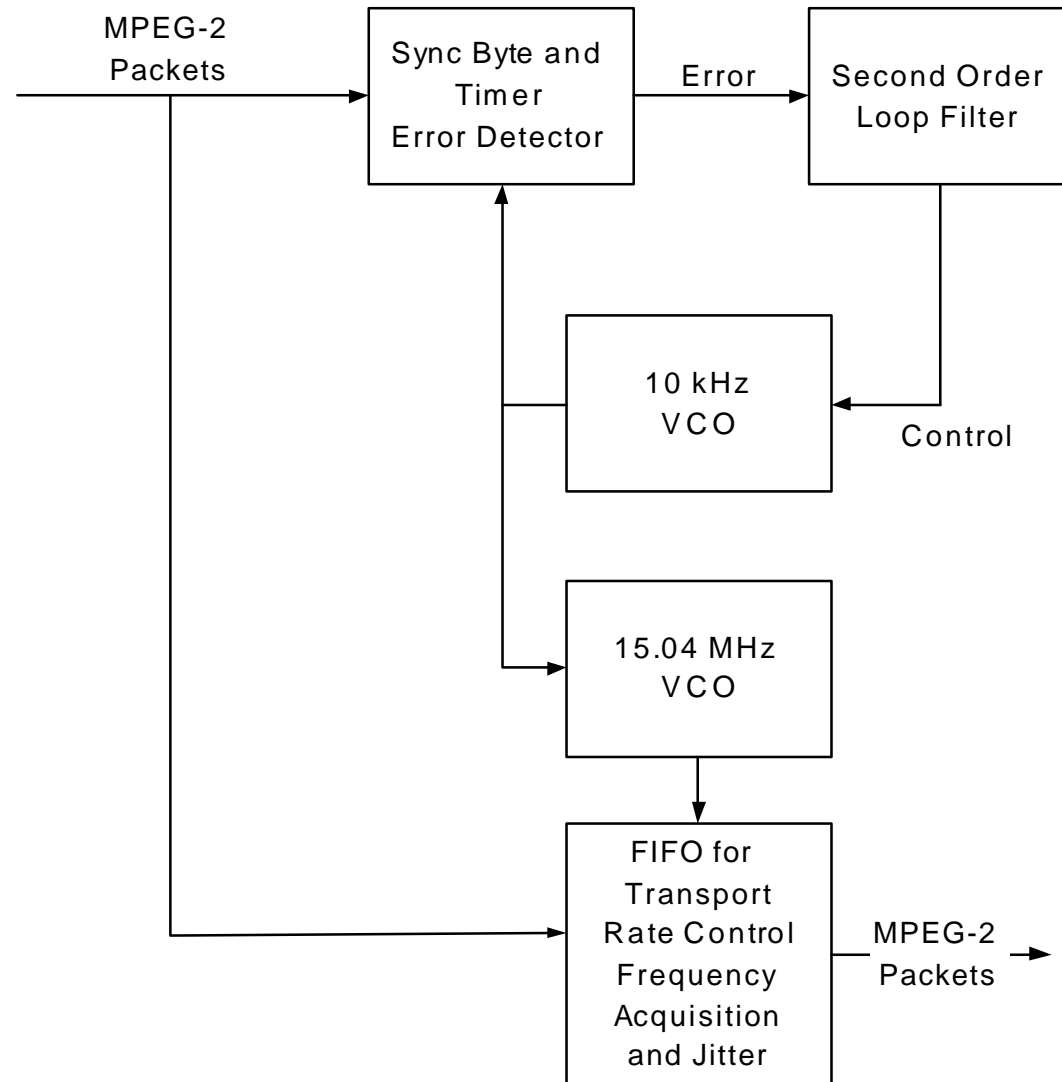 MPEG-2
Packets
Sync Byte and
Timer
Error Detector
Error
Second Order
Loop Filter
10 kHz
VCO
Control
15.04 MHz
VCO
FIFO for
Transport
Rate Control
Frequency
Acquisition
and Jitter
MPEG-2
Packets